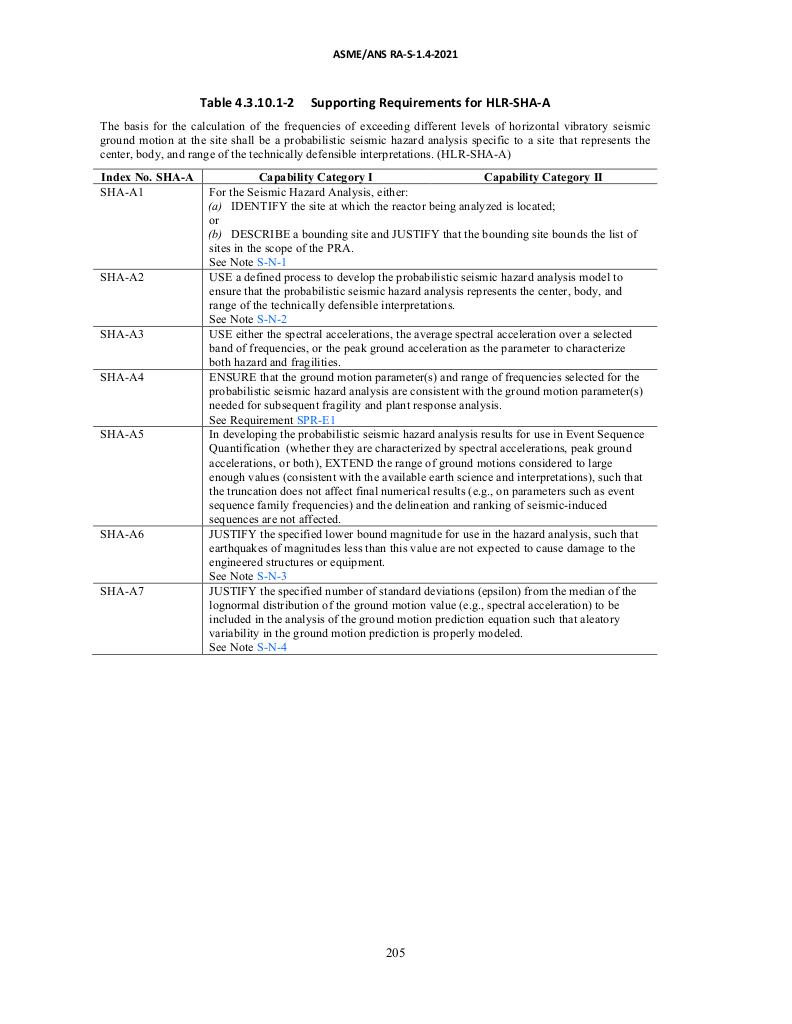 ASME/ANS RA-S-1.4-2021
Table 4.3.10.1-2 Supporting Requirements for HLR-SHA-A
The basis for the calculation of the frequencies of exceeding different levels of horizontal vibratory seismic
ground motion at the site shall be a probabilistic seismic hazard analysis specific to a site that represents the
center, body, and range of the technically defensible interpretations. (HLR-SHA-A)
Index No. SHA-A Capability Category I Capability Category II
SHA-A1 For the Seismic Hazard Analysis, either:
(a) IDENTIFY the site at which the reactor being analyzed is located;
or
(b) DESCRIBE a bounding site and JUSTIFY that the bounding site bounds the list of
sites in the scope of the PRA.
See Note S-N-1
SHA-A2 USE a defined process to develop the probabilistic seismic hazard analysis model to
ensure that the probabilistic seismic hazard analysis represents the center, body, and
range of the technically defensible interpretations.
See Note S-N-2
SHA-A3 USE either the spectral accelerations, the average spectral acceleration over a selected
band of frequencies, or the peak ground acceleration as the parameter to characterize
both hazard and fragilities.
SHA-A4 ENSURE that the ground motion parameter(s) and range of frequencies selected for the
probabilistic seismic hazard analysis are consistent with the ground motion parameter(s)
needed for subsequent fragility and plant response analysis.
See Requirement SPR-E1
SHA-A5 In developing the probabilistic seismic hazard analysis results for use in Event Sequence
Quantification (whether they are characterized by spectral accelerations, peak ground
accelerations, or both), EXTEND the range of ground motions considered to large
enough values (consistent with the available earth science and interpretations), such that
the truncation does not affect final numerical results (e.g., on parameters such as event
sequence family frequencies) and the delineation and ranking of seismic-induced
sequences are not affected.
SHA-A6 JUSTIFY the specified lower bound magnitude for use in the hazard analysis, such that
earthquakes of magnitudes less than this value are not expected to cause damage to the
engineered structures or equipment.
See Note S-N-3
SHA-A7 JUSTIFY the specified number of standard deviations (epsilon) from the median of the
lognormal distribution of the ground motion value (e.g., spectral acceleration) to be
included in the analysis of the ground motion prediction equation such that aleatory
variability in the ground motion prediction is properly modeled.
See Note S-N-4
205